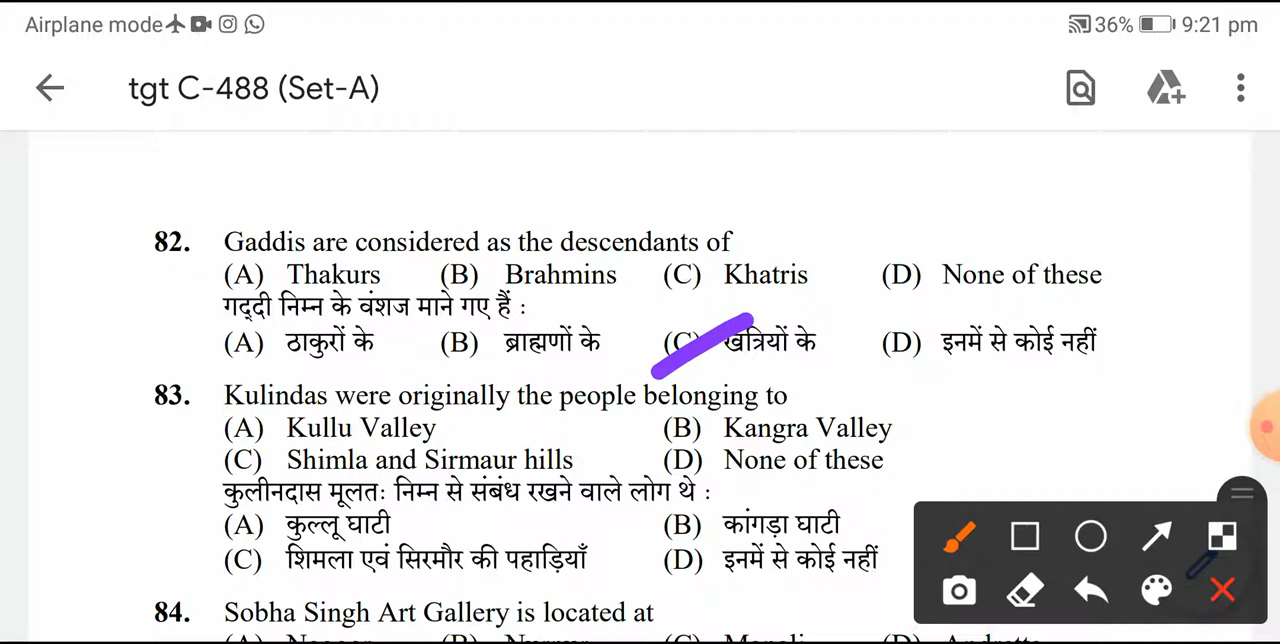 Airplane mode 36% 9:21 pm
tgt C-488 (Set-A)
82. Gaddis are considered as the descendants of
(A) Thakurs (B) Brahmins (C) Khatris (D) None of these
गद्दी निम्न के वंशज माने गए हैं :
(A) ठाकुरों के (B) ब्राह्मणों के (C) खत्रियों के (D) इनमें से कोई नहीं
83. Kulindas were originally the people belonging to
(A) Kullu Valley (B) Kangra Valley
(C) Shimla and Sirmaur hills (D) None of these
कुलीनदास मूलतः निम्न से संबंध रखने वाले लोग थे :
(A) कुल्लू घाटी (B) कांगड़ा घाटी
(C) शिमला एवं सिरमौर की पहाड़ियाँ (D) इनमें से कोई नहीं
84. Sobha Singh Art Gallery is located at